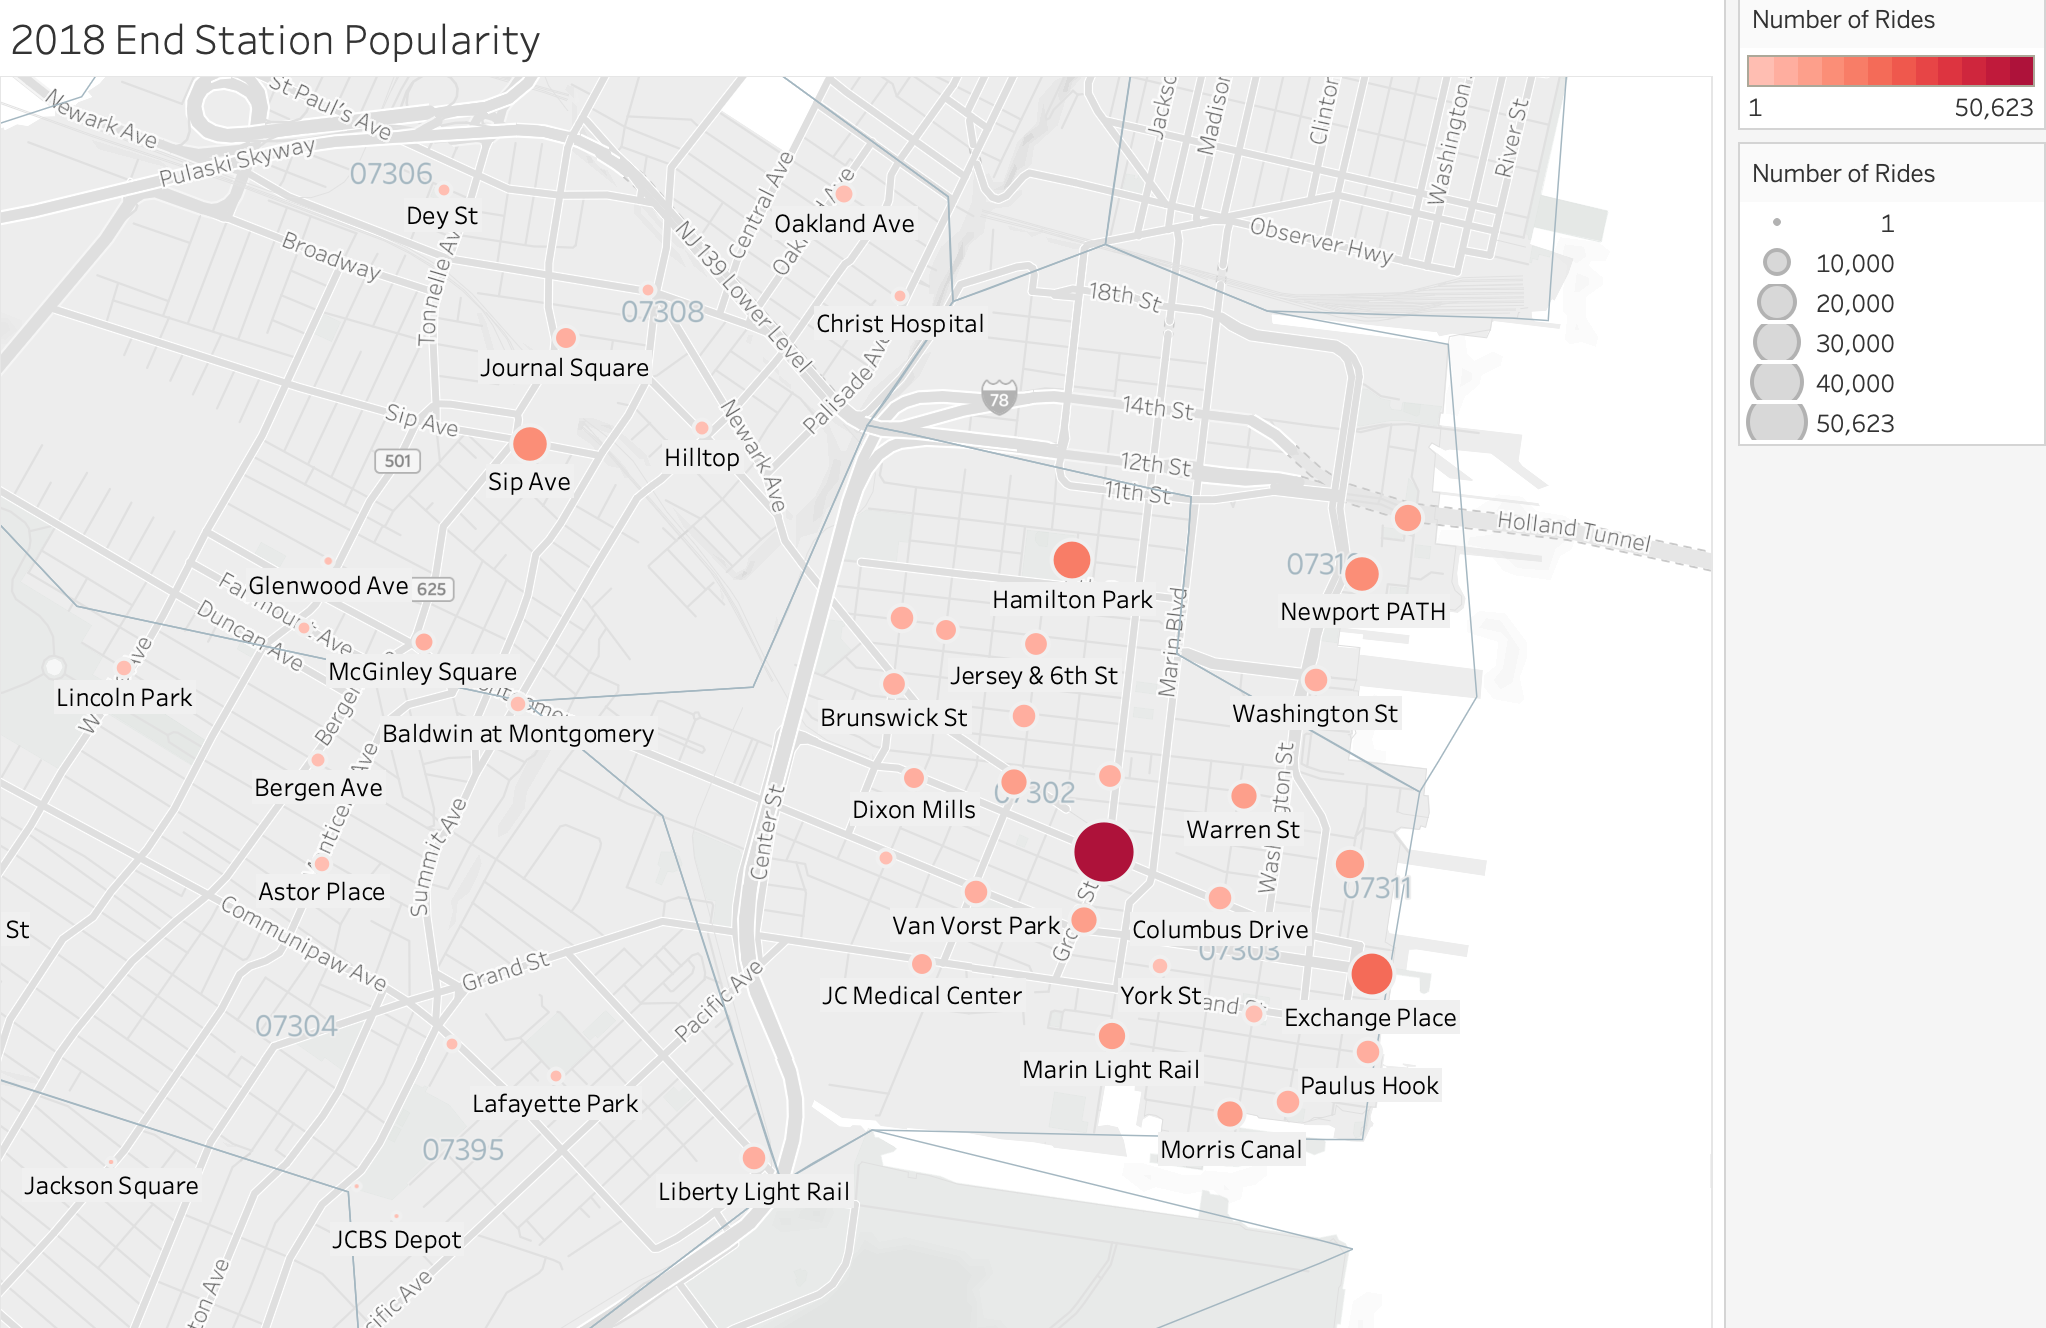 2018 End Station Popularity
Number of Rides
1
50,623
Number of Rides
1
10,000
20,000
30,000
40,000
50,623
Newark Ave
St Paul's Ave
Pulaski Skyway
07306
Dey St
Broadway
Tonnelle Av
Central Ave
Oakland Ave
NJ 139 Lower Level
07308
Christ Hospital
Journal Square
Palisade Ave
Sip Ave
501
Sip Ave
Hilltop
Newark Ave
Jackso
Madison
Clinton
Washington
River St
Observer Hwy
18th St
78
14th St
12th St
11th St
Holland Tunnel
Hamilton Park
Newport PATH
Marin Blvd
Jersey & 6th St
Brunswick St
Washington St
Glenwood Ave
625
Duncan Ave
McGinley Square
Lincoln Park
Baldwin at Montgomery
Bergen Ave
Astor Place
Summit Ave
Center St
Dixon Mills
07302
Warren St
07311
Van Vorst Park
Columbus Drive
07303
St
Communipaw Ave
Grand St
Pacific Ave
JC Medical Center
York St
Exchange Place
07304
Marin Light Rail
Paulus Hook
Lafayette Park
Morris Canal
07395
Jackson Square
Liberty Light Rail
JCBS Depot
ton Ave
cific Ave